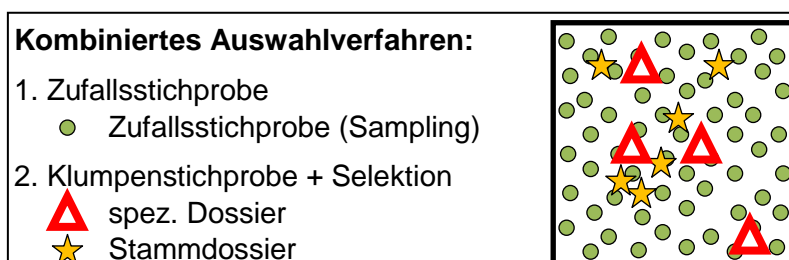 Kombiniertes Auswahlverfahren:
1. Zufallsstichprobe
Zufallsstichprobe (Sampling)
2. Klumpenstichprobe + Selektion
spez. Dossier
Stammdossier